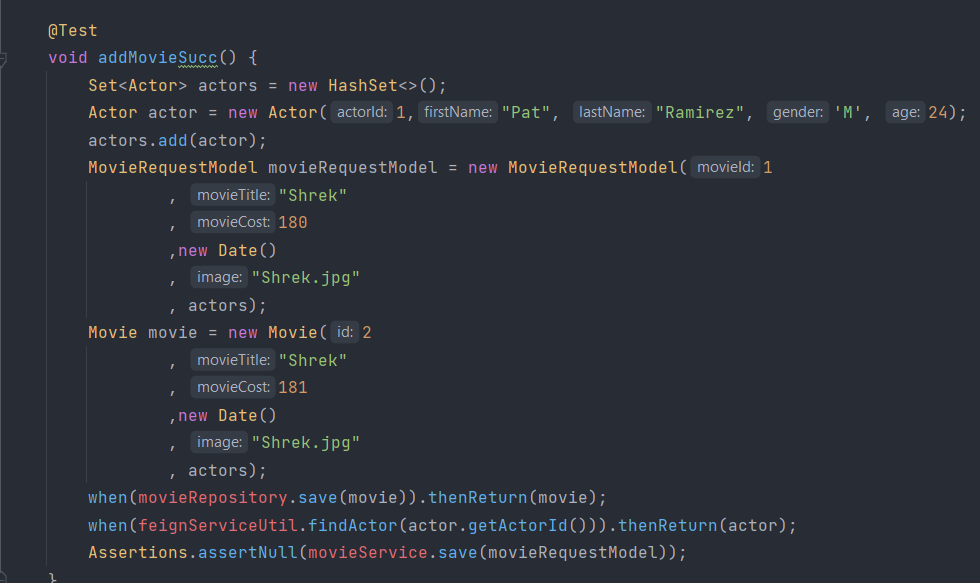 @Test
void addMovieSucc() {
Set<Actor> actors = new HashSet<>();
Actor actor = new Actor( actorId: 1, firstName: "Pat", lastName: "Ramirez", gender: 'M', age: 24);
actors.add(actor);
MovieRequestModel movieRequestModel = new MovieRequestModel( movieId: 1
, movieTitle: "Shrek"
, movieCost: 180
,new Date()
, image: "Shrek.jpg"
, actors);
Movie movie = new Movie( id: 2
, movieTitle: "Shrek"
, movieCost: 181
,new Date()
, image: "Shrek.jpg"
, actors);
when(movieRepository.save(movie)).thenReturn(movie);
when(feignServiceUtil.findActor(actor.getActorId())).thenReturn(actor);
Assertions.assertNull(movieService.save(movieRequestModel));
}